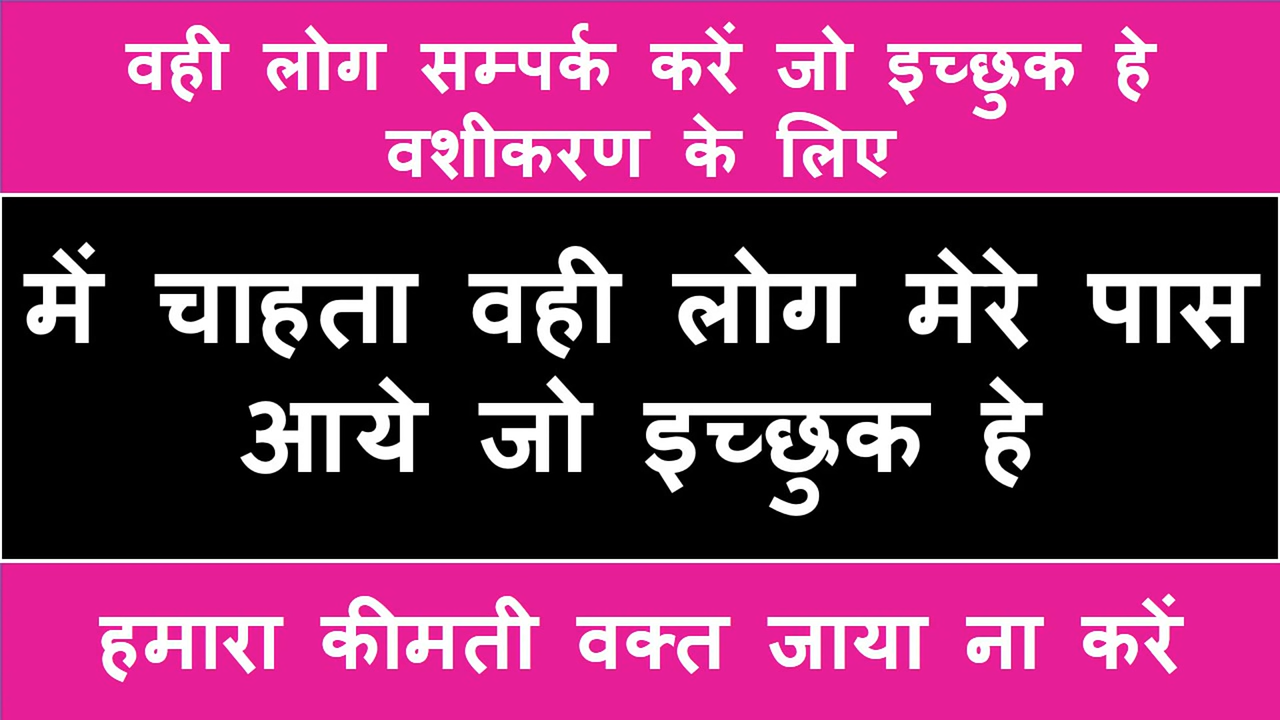 वही लोग सम्पर्क करें जो इच्छुक हे
वशीकरण के लिए
में चाहता वही लोग मेरे पास
आये जो इच्छुक हे
हमारा कीमती वक्त जाया ना करें